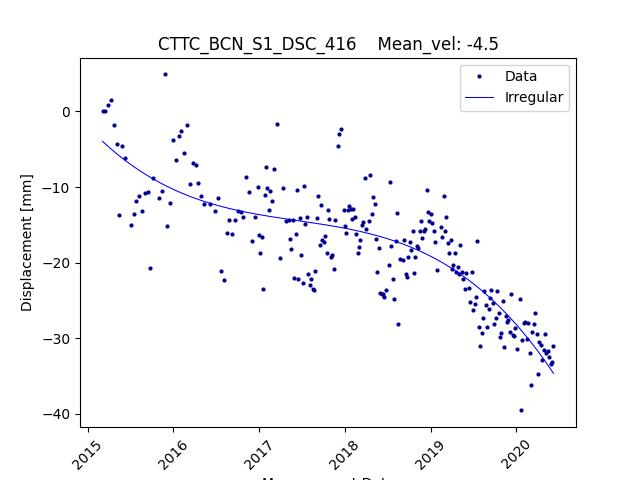 CTTC_BCN_S1_DSC_416    Mean_vel: -4.5
Data
Irregular
Displacement [mm]
0
−10
−20
−30
−40
2015
2016
2017
2018
2019
2020